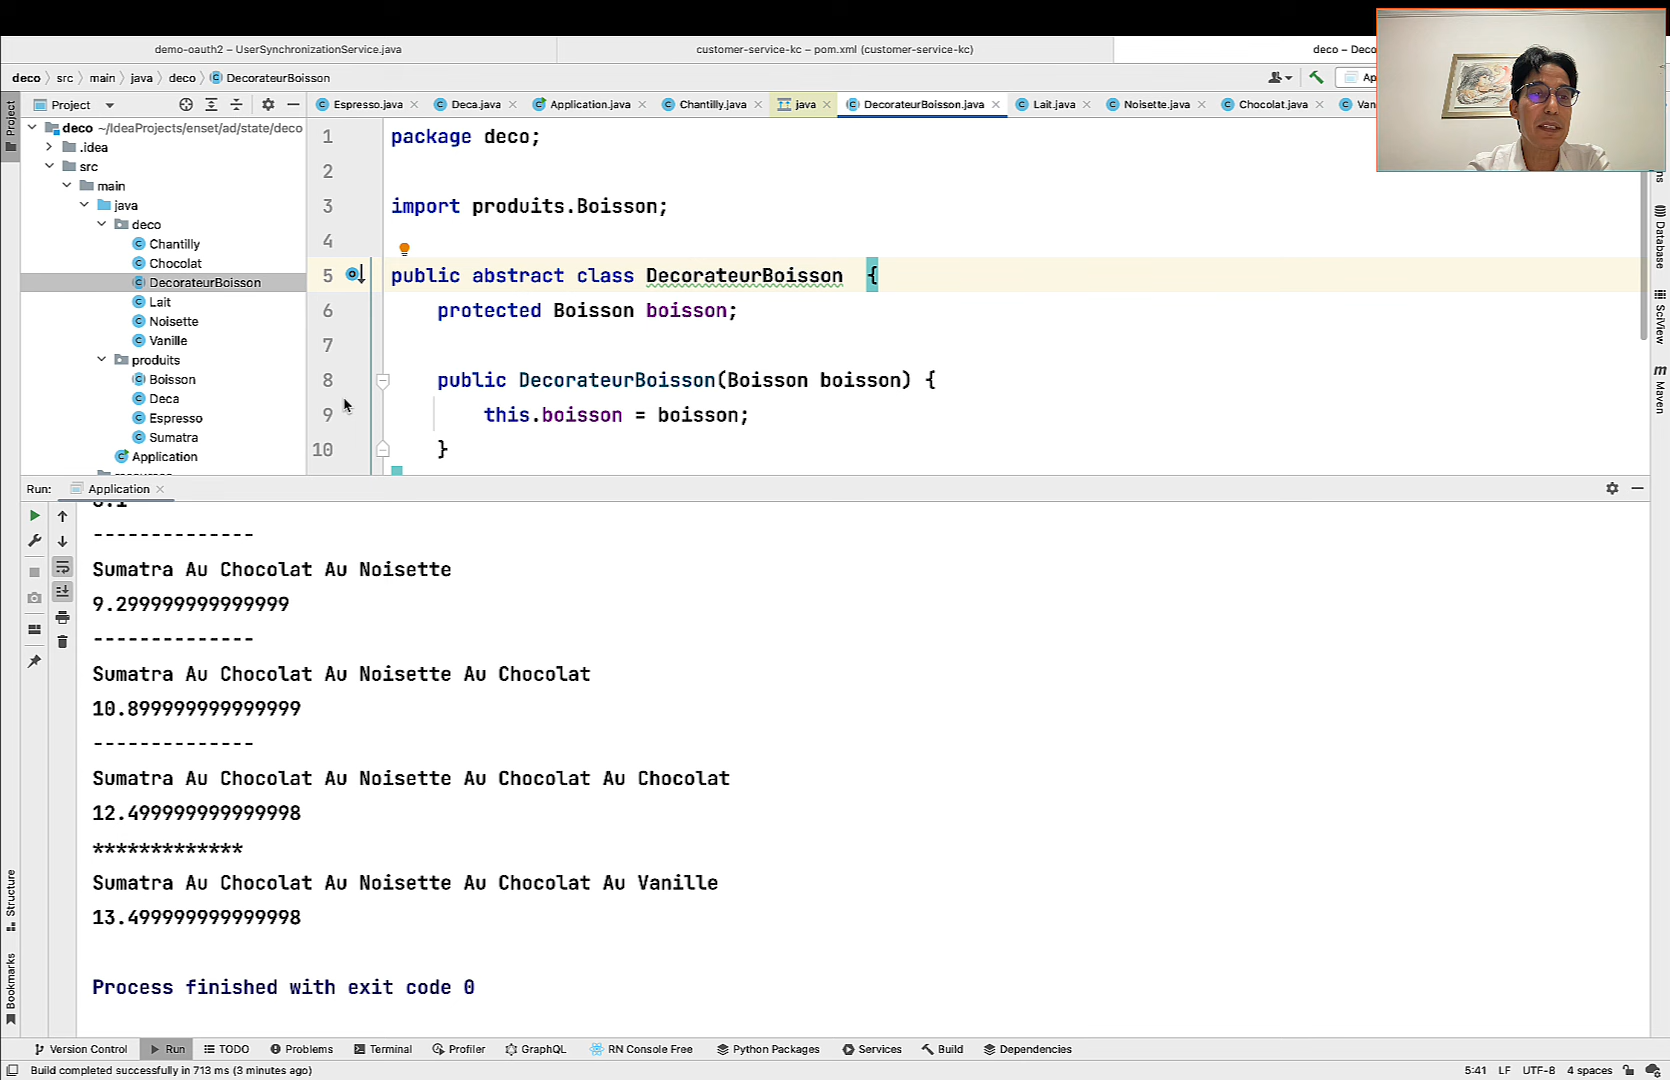 demo-oauth2 – UserSynchronizationService.java
customer-service-kc – pom.xml (customer-service-kc)
deco – Deco
deco
src
main
java
deco
DecorateurBoisson
Ap
Project
Project
Espresso.java
Deca.java
Application.java
Chantilly.java
java
DecorateurBoisson.java
Lait.java
Noisette.java
Chocolat.java
Van
deco ~/IdeaProjects/enset/ad/state/deco
.idea
src
main
java
deco
Chantilly
Chocolat
DecorateurBoisson
Lait
Noisette
Vanille
produits
Boisson
Deca
Espresso
Sumatra
Application
1 package deco;
2
3 import produits.Boisson;
4
5 public abstract class DecorateurBoisson {
6 protected Boisson boisson;
7
8 public DecorateurBoisson(Boisson boisson) {
9 this.boisson = boisson;
10 }
Database
SciView
m Maven
Run: Application
--------------
Sumatra Au Chocolat Au Noisette
9.299999999999999
--------------
Sumatra Au Chocolat Au Noisette Au Chocolat
10.899999999999999
--------------
Sumatra Au Chocolat Au Noisette Au Chocolat Au Chocolat
12.499999999999998
*************
Sumatra Au Chocolat Au Noisette Au Chocolat Au Vanille
13.499999999999998
Process finished with exit code 0
Structure
Bookmarks
Version Control
Run
TODO
Problems
Terminal
Profiler
GraphQL
RN Console Free
Python Packages
Services
Build
Dependencies
Build completed successfully in 713 ms (3 minutes ago)
5:41 LF UTF-8 4 spaces